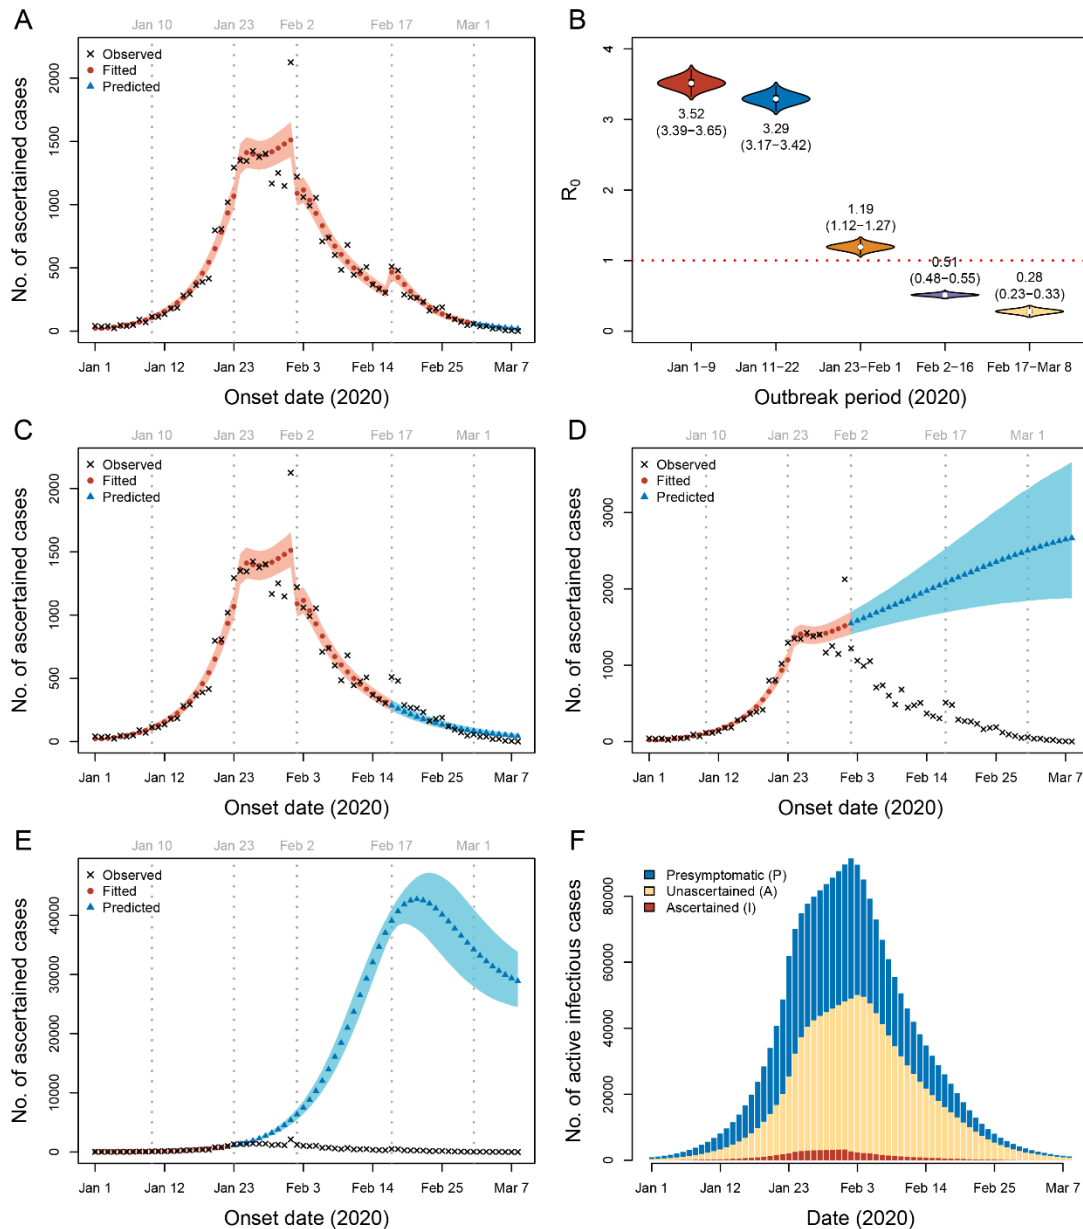 A
Jan 10 Jan 23 Feb 2 Feb 17 Mar 1
Observed
Fitted
Predicted
No. of ascertained cases
0 500 1000 1500 2000
Jan 1 Jan 12 Jan 23 Feb 3 Feb 14 Feb 25 Mar 7
Onset date (2020)
B
R0
0 1 2 3 4
3.52
(3.39−3.65)
3.29
(3.17−3.42)
1.19
(1.12−1.27)
0.51
(0.48−0.55)
0.28
(0.23−0.33)
Jan 1−9 Jan 11−22 Jan 23−Feb 1 Feb 2−16 Feb 17−Mar 8
Outbreak period (2020)
C
Jan 10 Jan 23 Feb 2 Feb 17 Mar 1
Observed
Fitted
Predicted
No. of ascertained cases
0 500 1000 1500 2000
Jan 1 Jan 12 Jan 23 Feb 3 Feb 14 Feb 25 Mar 7
Onset date (2020)
D
Jan 10 Jan 23 Feb 2 Feb 17 Mar 1
Observed
Fitted
Predicted
No. of ascertained cases
0 1000 2000 3000
Jan 1 Jan 12 Jan 23 Feb 3 Feb 14 Feb 25 Mar 7
Onset date (2020)
E
Jan 10 Jan 23 Feb 2 Feb 17 Mar 1
Observed
Fitted
Predicted
No. of ascertained cases
0 10000 20000 30000 40000
Jan 1 Jan 12 Jan 23 Feb 3 Feb 14 Feb 25 Mar 7
Onset date (2020)
F
Presymptomatic (P)
Unascertained (A)
Ascertained (I)
No. of active infectious cases
0 20000 40000 60000 80000
Jan 1 Jan 12 Jan 23 Feb 3 Feb 14 Feb 25 Mar 7
Date (2020)